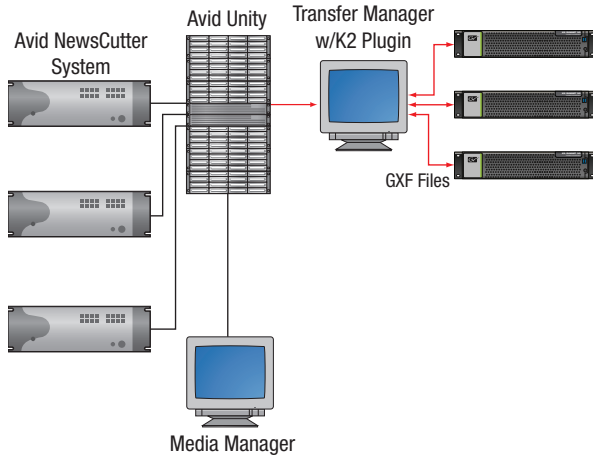 Avid NewsCutter
System
Avid Unity
Transfer Manager
w/K2 Plugin
GXF Files
Media Manager